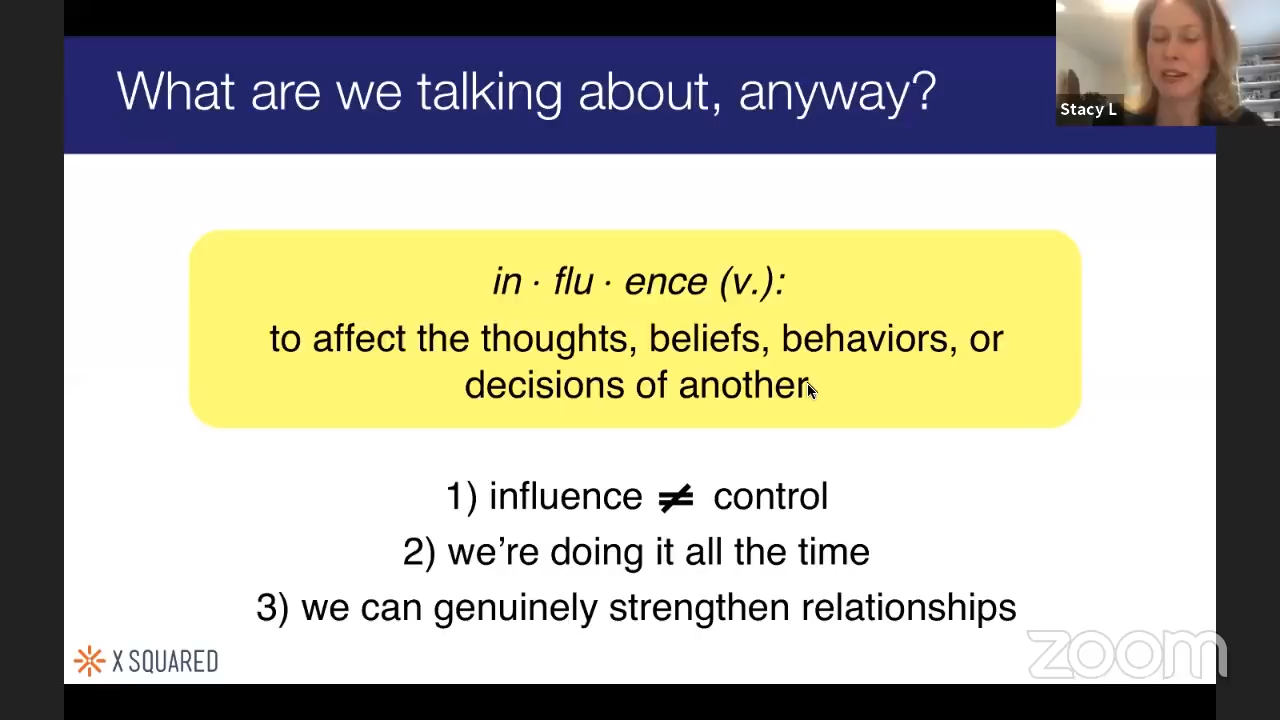 What are we talking about, anyway?
Stacy L
in · flu · ence (v.):
to affect the thoughts, beliefs, behaviors, or
decisions of another
1) influence ≠ control
2) we’re doing it all the time
3) we can genuinely strengthen relationships
X SQUARED
zoom